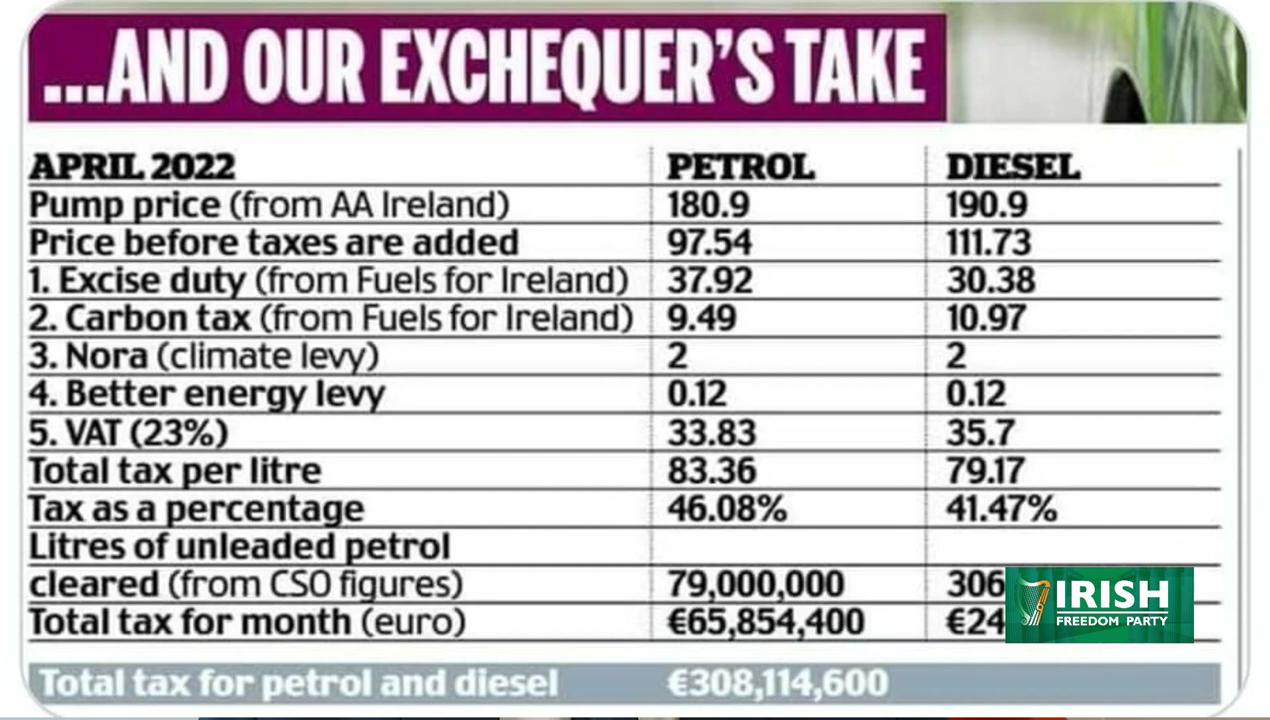 ...AND OUR EXCHEQUER'S TAKE
APRIL 2022 PETROL DIESEL
Pump price (from AA Ireland) 180.9 190.9
Price before taxes are added 97.54 111.73
1. Excise duty (from Fuels for Ireland) 37.92 30.38
2. Carbon tax (from Fuels for Ireland) 9.49 10.97
3. Nora (climate levy) 2 2
4. Better energy levy 0.12 0.12
5. VAT (23%) 33.83 35.7
Total tax per litre 83.36 79.17
Tax as a percentage 46.08% 41.47%
Litres of unleaded petrol
cleared (from CSO figures) 79,000,000 306
Total tax for month (euro) €65,854,400 €24
IRISH
FREEDOM PARTY
Total tax for petrol and diesel €308,114,600